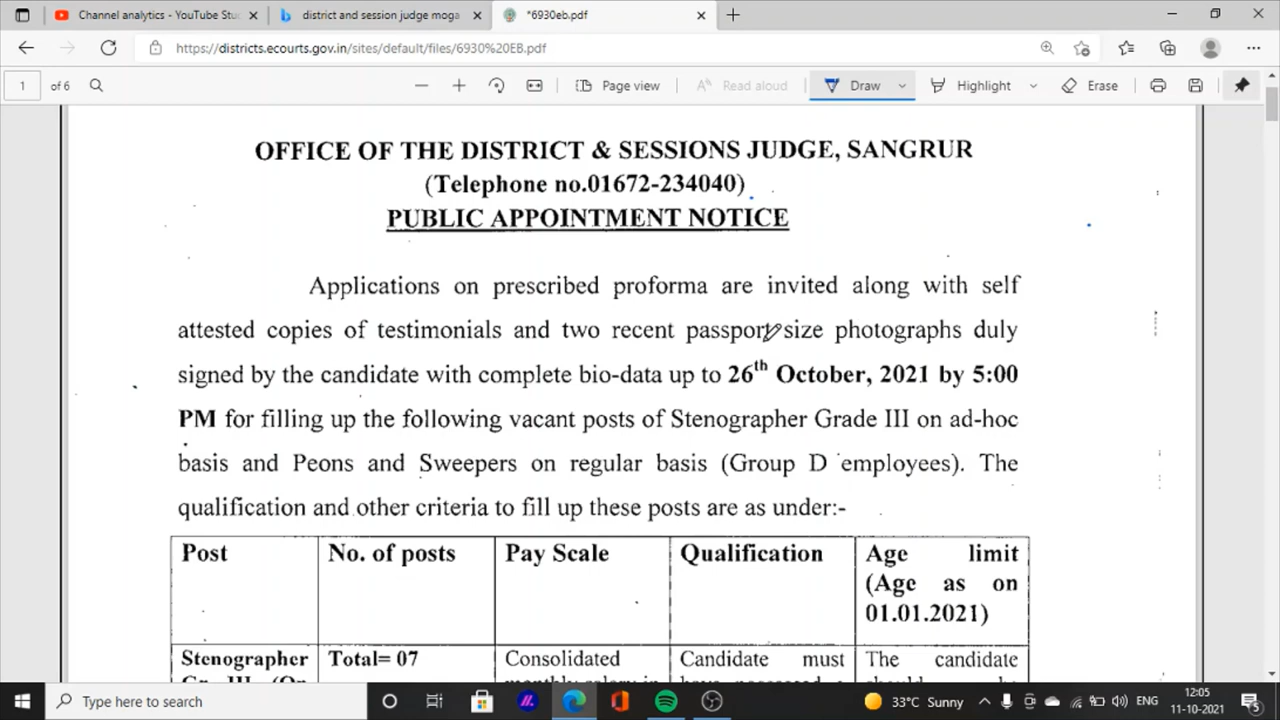 Channel analytics - YouTube Stu
district and session judge moga
*6930eb.pdf
https://districts.ecourts.gov.in/sites/default/files/6930%20EB.pdf
1 of 6 Page view Read aloud Draw Highlight Erase
OFFICE OF THE DISTRICT & SESSIONS JUDGE, SANGRUR
(Telephone no.01672-234040)
PUBLIC APPOINTMENT NOTICE
Applications on prescribed proforma are invited along with self
attested copies of testimonials and two recent passport size photographs duly
signed by the candidate with complete bio-data up to 26th October, 2021 by 5:00
PM for filling up the following vacant posts of Stenographer Grade III on ad-hoc
basis and Peons and Sweepers on regular basis (Group D employees). The
qualification and other criteria to fill up these posts are as under:-
Post No. of posts Pay Scale Qualification Age limit
(Age as on
01.01.2021)
Stenographer Total= 07 Consolidated Candidate must The candidate
Type here to search
33°C Sunny
ENG
12:05
11-10-2021
5